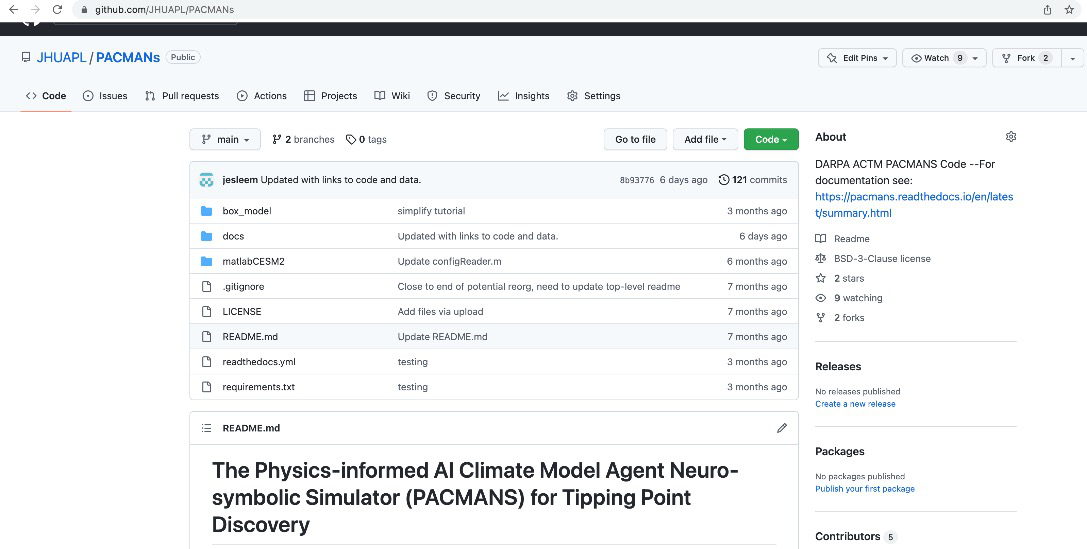 github.com/JHUAPL/PACMANs
JHUAPL / PACMANs Public
Edit Pins Watch 9 Fork 2
Code Issues Pull requests Actions Projects Wiki Security Insights Settings
main 2 branches 0 tags Go to file Add file Code
jesleem Updated with links to code and data. 8b93776 6 days ago 121 commits
box_model simplify tutorial 3 months ago
docs Updated with links to code and data. 6 days ago
matlabCESM2 Update configReader.m 6 months ago
.gitignore Close to end of potential reorg, need to update top-level readme 7 months ago
LICENSE Add files via upload 7 months ago
README.md Update README.md 7 months ago
readthedocs.yml testing 3 months ago
requirements.txt testing 3 months ago
README.md
The Physics-informed AI Climate Model Agent Neuro-
symbolic Simulator (PACMANS) for Tipping Point
Discovery
About
DARPA ACTM PACMANS Code --For
documentation see:
https://pacmans.readthedocs.io/en/lates
t/summary.html
Readme
BSD-3-Clause license
2 stars
9 watching
2 forks
Releases
No releases published
Create a new release
Packages
No packages published
Publish your first package
Contributors 5